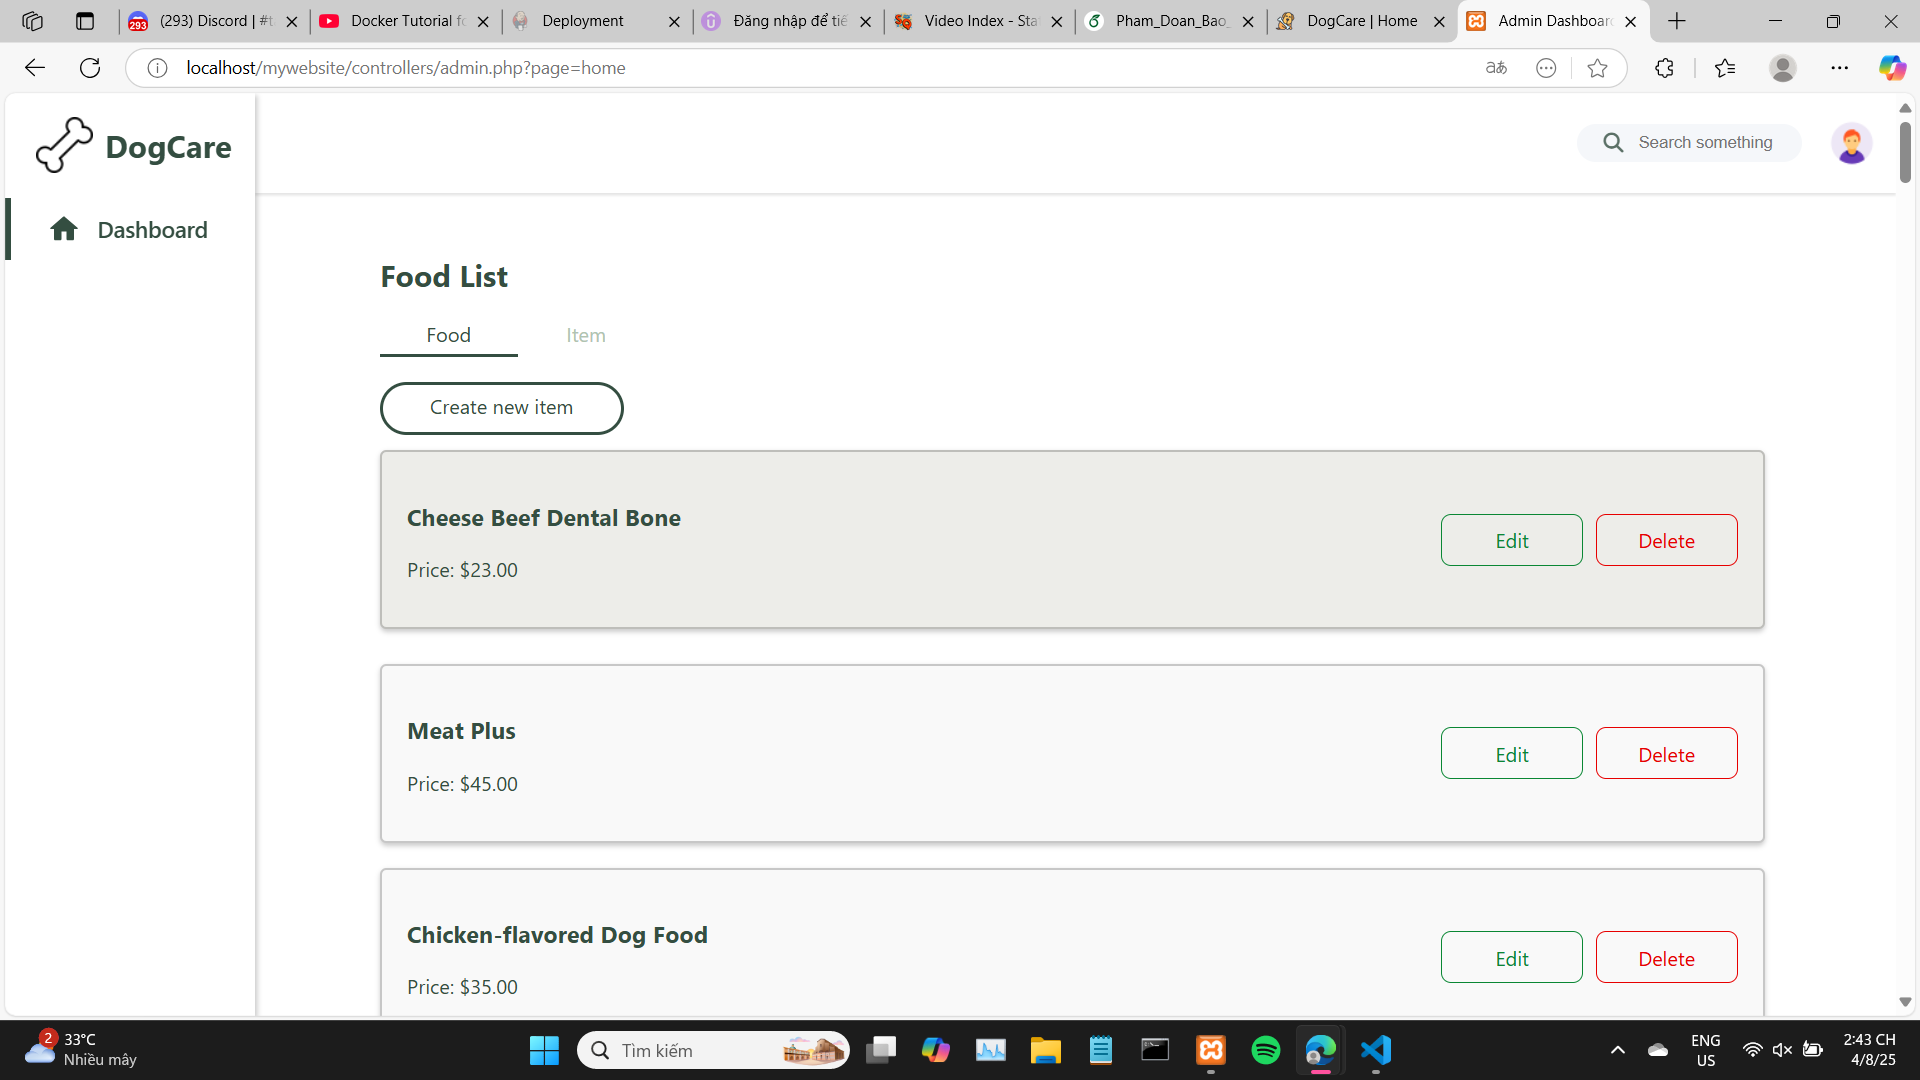 (293) Discord | #t
Docker Tutorial fo
Deployment
Đăng nhập để tiế
Video Index - Sta
Pham_Doan_Bao_
DogCare | Home
Admin Dashboard
localhost/mywebsite/controllers/admin.php?page=home
DogCare
Search something
Dashboard
Food List
Food
Item
Create new item
Cheese Beef Dental Bone
Price: $23.00
Edit
Delete
Meat Plus
Price: $45.00
Edit
Delete
Chicken-flavored Dog Food
Price: $35.00
Edit
Delete
2
33°C
Nhiều mây
Tìm kiếm
ENG
US
2:43 CH
4/8/25